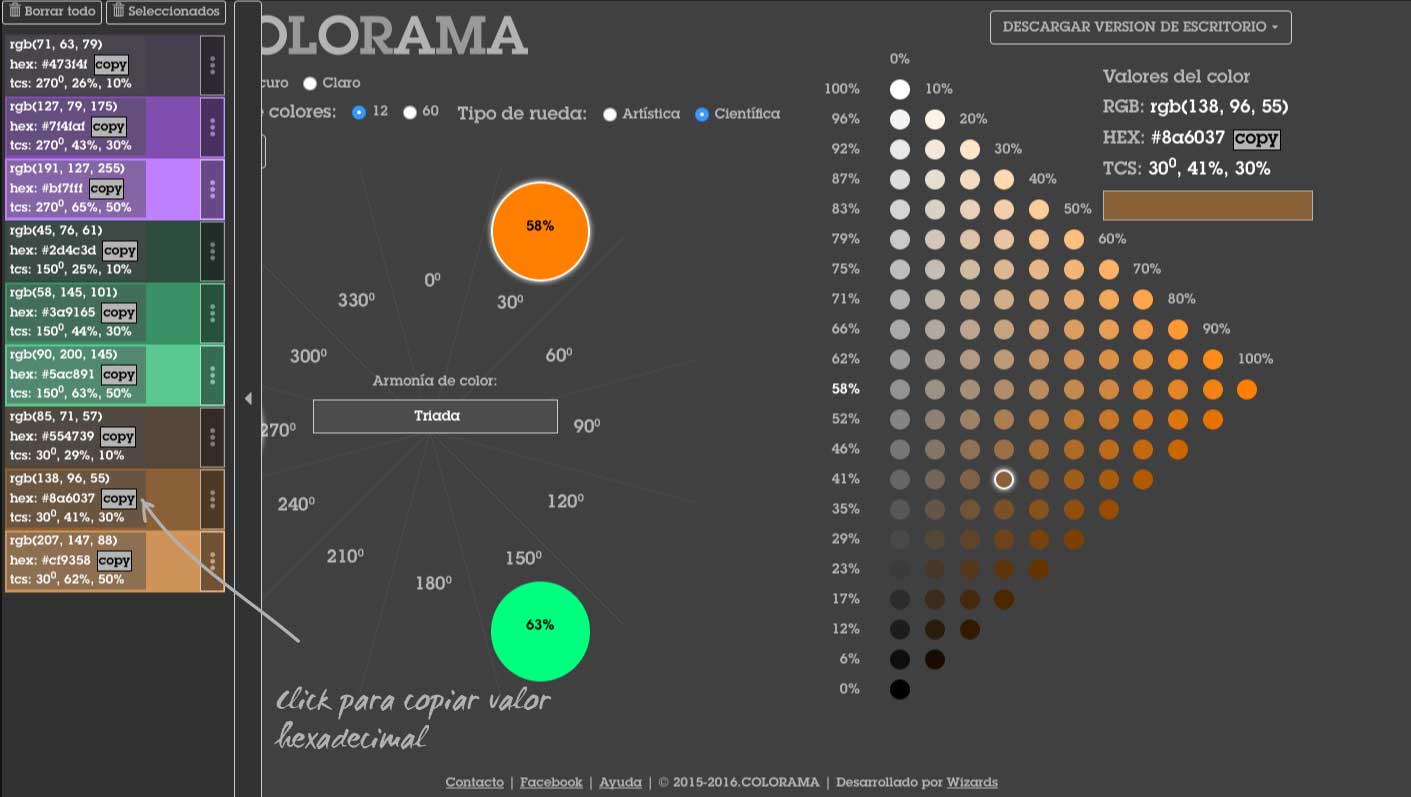 Borrar todo Seleccionados
rgb(71, 63, 79)
hex: #473f4f copy
tcs: 270⁰, 26%, 10%
rgb(127, 79, 175)
hex: #7f4faf copy
tcs: 270⁰, 43%, 30%
rgb(191, 127, 255)
hex: #bf7fff copy
tcs: 270⁰, 65%, 50%
rgb(45, 76, 61)
hex: #2d4c3d copy
tcs: 150⁰, 25%, 10%
rgb(58, 145, 101)
hex: #3a9165 copy
tcs: 150⁰, 44%, 30%
rgb(90, 200, 145)
hex: #5ac891 copy
tcs: 150⁰, 63%, 50%
rgb(85, 71, 57)
hex: #554739 copy
tcs: 30⁰, 29%, 10%
rgb(138, 96, 55)
hex: #8a6037 copy
tcs: 30⁰, 41%, 30%
rgb(207, 147, 88)
hex: #cf9358 copy
tcs: 30⁰, 62%, 50%
OLORAMA
curo Claro
e colores: 12 60 Tipo de rueda: Artística Científica
58%
0⁰
330⁰ 30⁰
300⁰ 60⁰
Armonía de color:
Triada
270⁰ 90⁰
240⁰ 120⁰
210⁰ 150⁰
180⁰
63%
Click para copiar valor
hexadecimal
DESCARGAR VERSION DE ESCRITORIO
0%
100% 10%
96% 20%
92% 30%
87% 40%
83% 50%
79% 60%
75% 70%
71% 80%
66% 90%
62% 100%
58%
52%
46%
41%
35%
29%
23%
17%
12%
6%
0%
Valores del color
RGB: rgb(138, 96, 55)
HEX: #8a6037 copy
TCS: 30⁰, 41%, 30%
Contacto | Facebook | Ayuda | © 2015-2016.COLORAMA | Desarrollado por Wizards